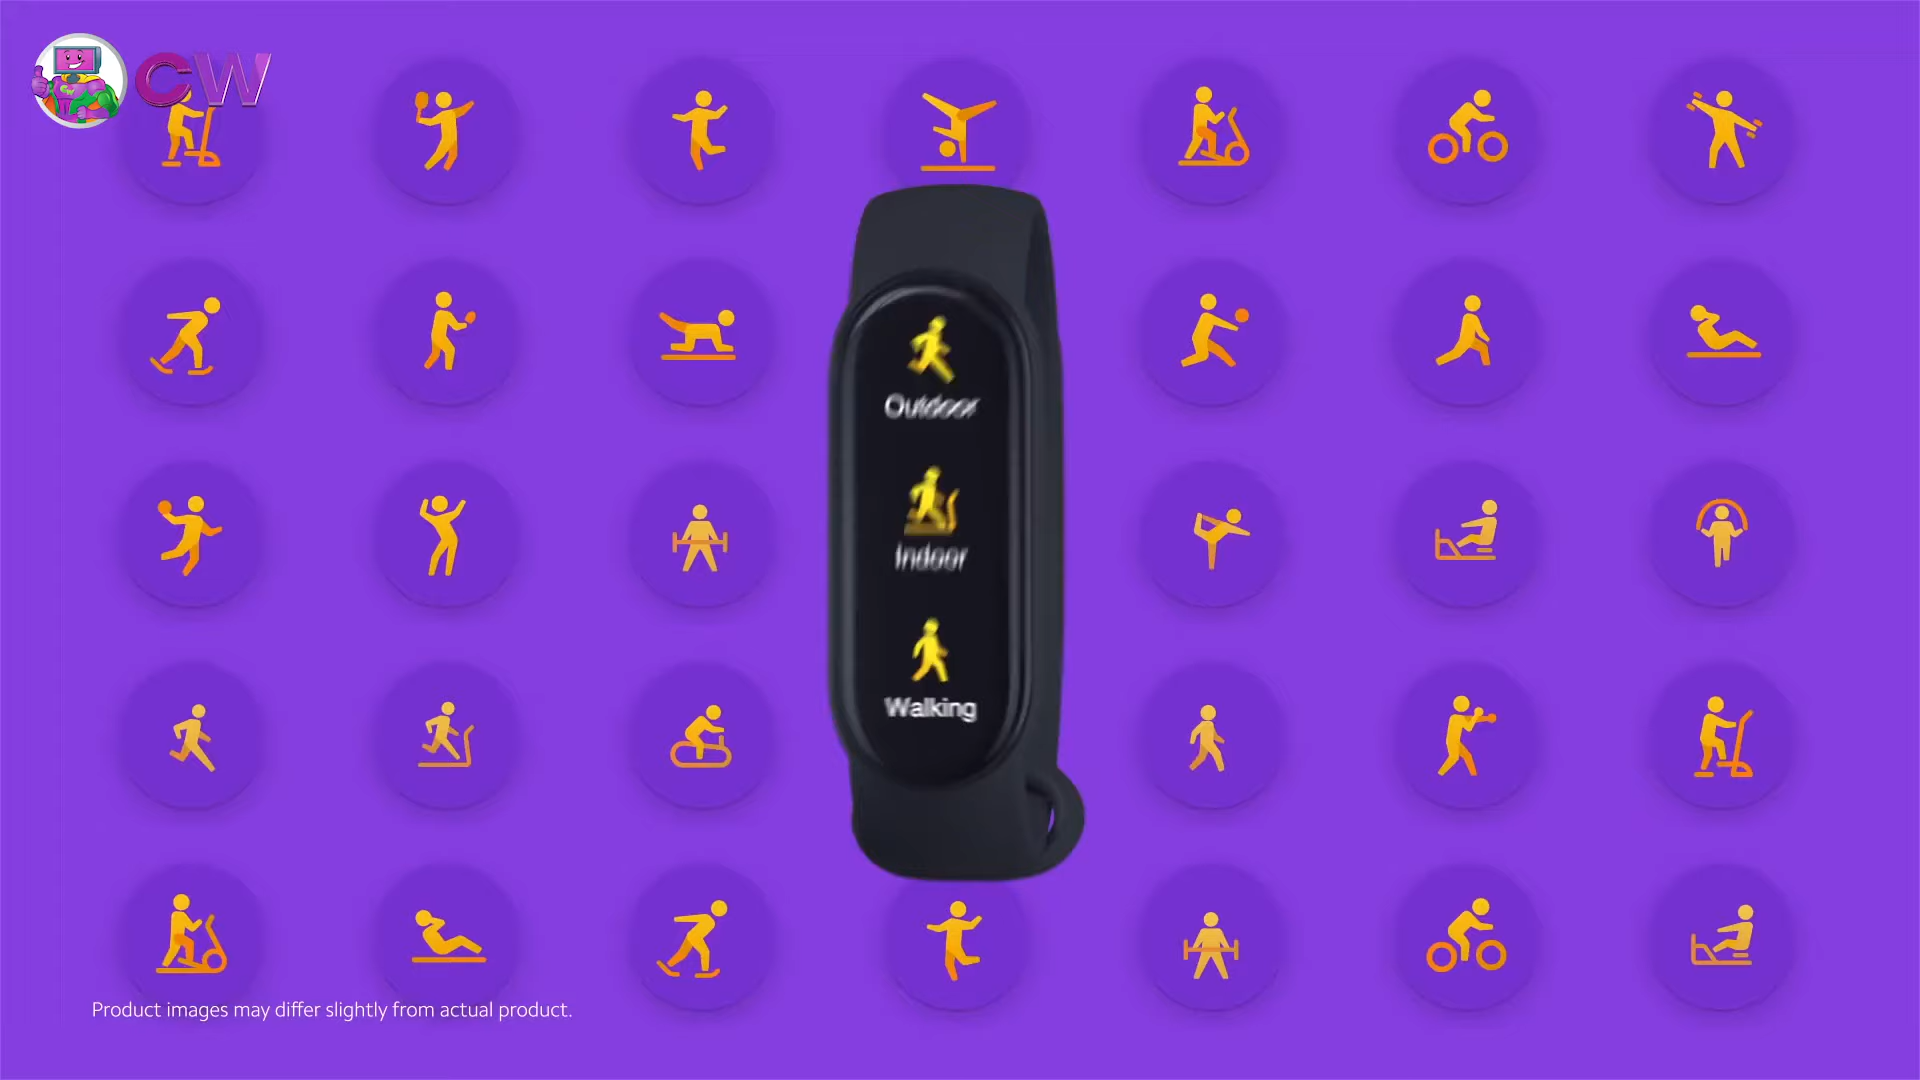 CW
Outdoor
Indoor
Walking
Product images may differ slightly from actual product.